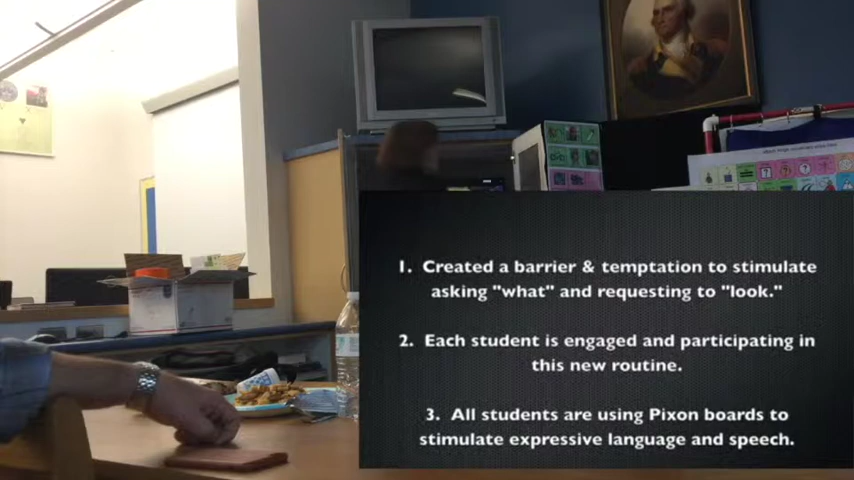 1. Created a barrier & temptation to stimulate
asking "what" and requesting to "look."
2. Each student is engaged and participating in
this new routine.
3. All students are using Pixon boards to
stimulate expressive language and speech.